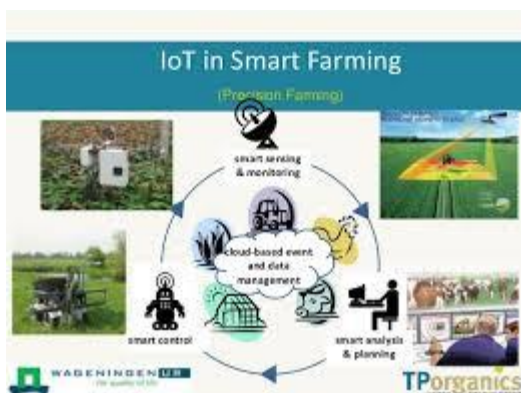 IoT in Smart Farming
(Precision Farming)
smart sensing
& monitoring
cloud-based event
and data
management
smart control
smart analysis
& planning
WAGENINGEN UR
For quality of life
TPorganics